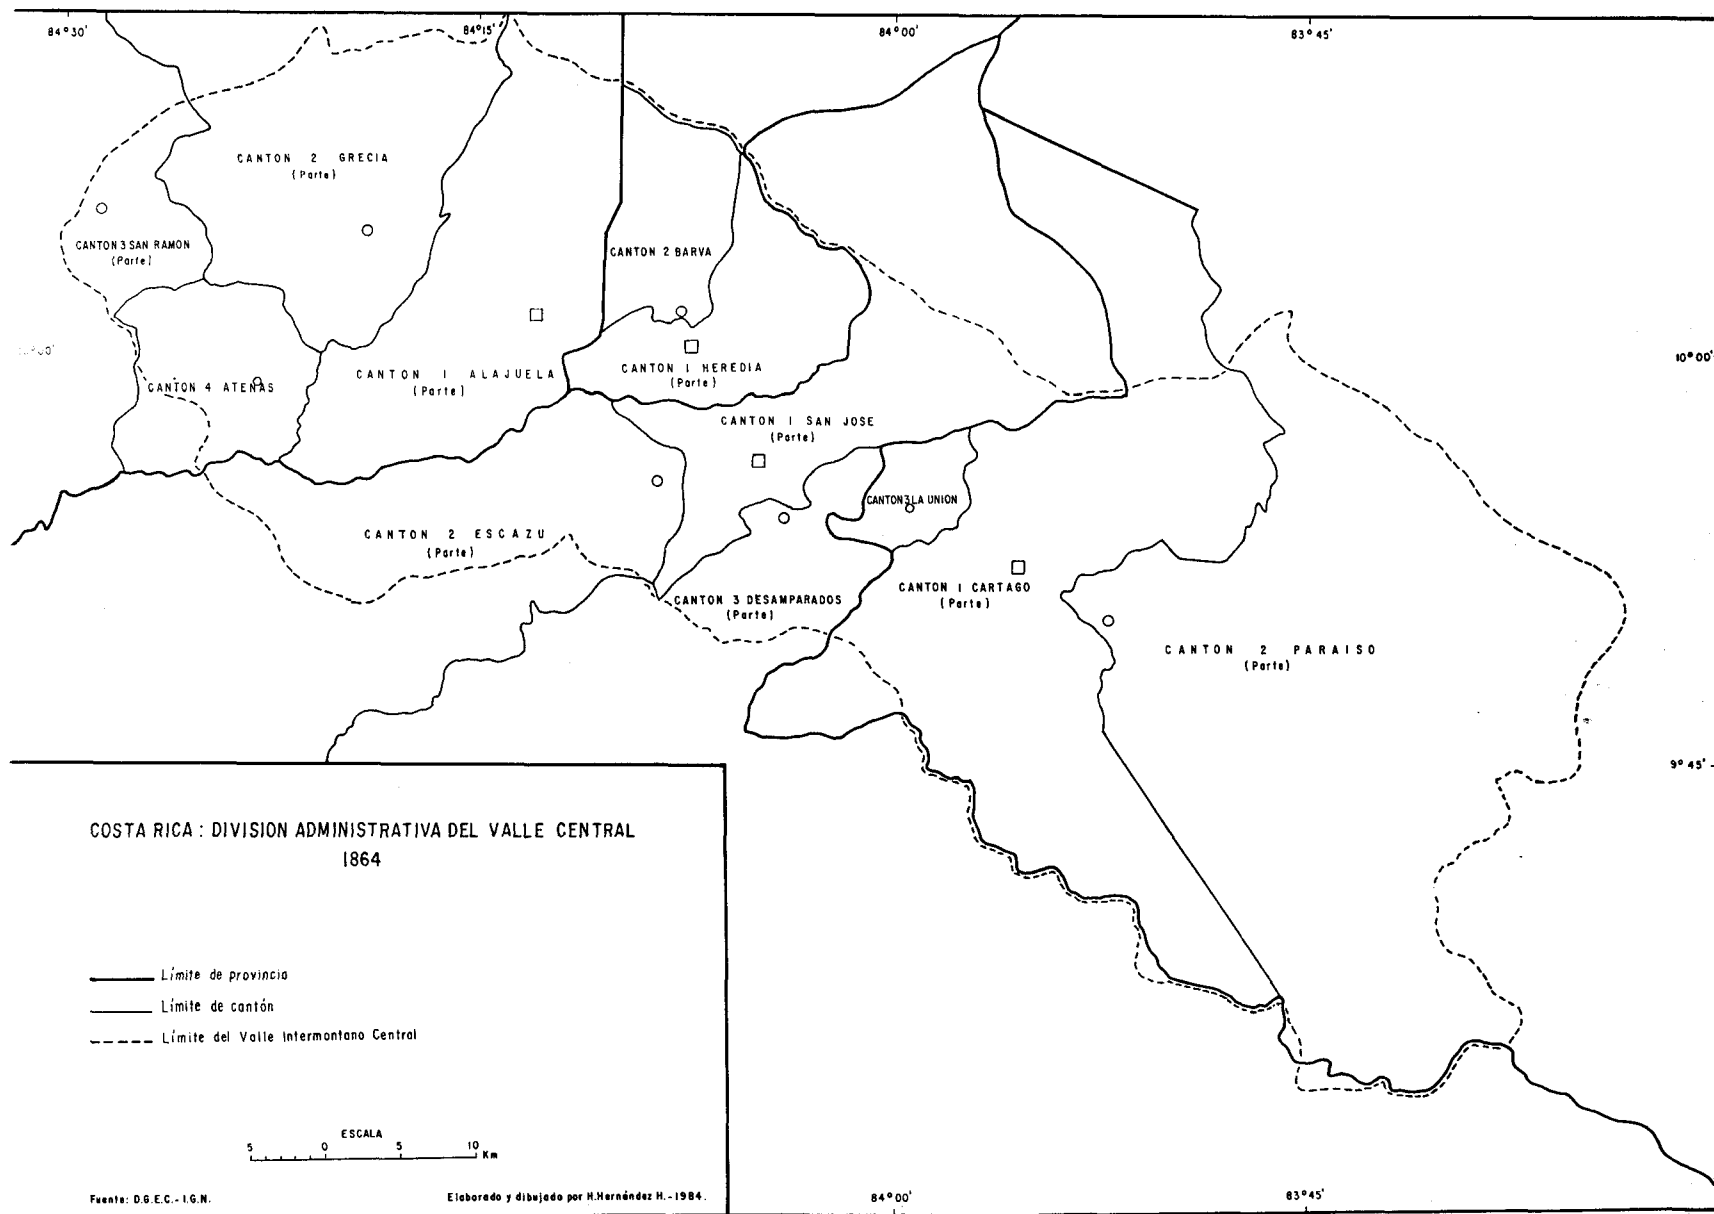 84°30'
84°15'
84°00'
83°45'
CANTON 2 GRECIA
(Parte)
CANTON 3 SAN RAMON
(Parte)
CANTON 2 BARVA
10°00'
CANTON 4 ATENAS
CANTON 1 ALAJUELA
(Parte)
CANTON 1 HEREDIA
(Parte)
CANTON 1 SAN JOSE
(Parte)
CANTON 3 LA UNION
CANTON 2 ESCAZU
(Parte)
CANTON 3 DESAMPARADOS
(Parte)
CANTON 1 CARTAGO
(Parte)
CANTON 2 PARAISO
(Parte)
9°45'
COSTA RICA: DIVISION ADMINISTRATIVA DEL VALLE CENTRAL
1864
Límite de provincia
Límite de cantón
Límite del Valle Intermontano Central
ESCALA
5 0 5 10
Km
Fuente: D.G.E.C.-I.G.N.
Elaborado y dibujado por H.Hernández H.-1984.
84°00'
83°45'